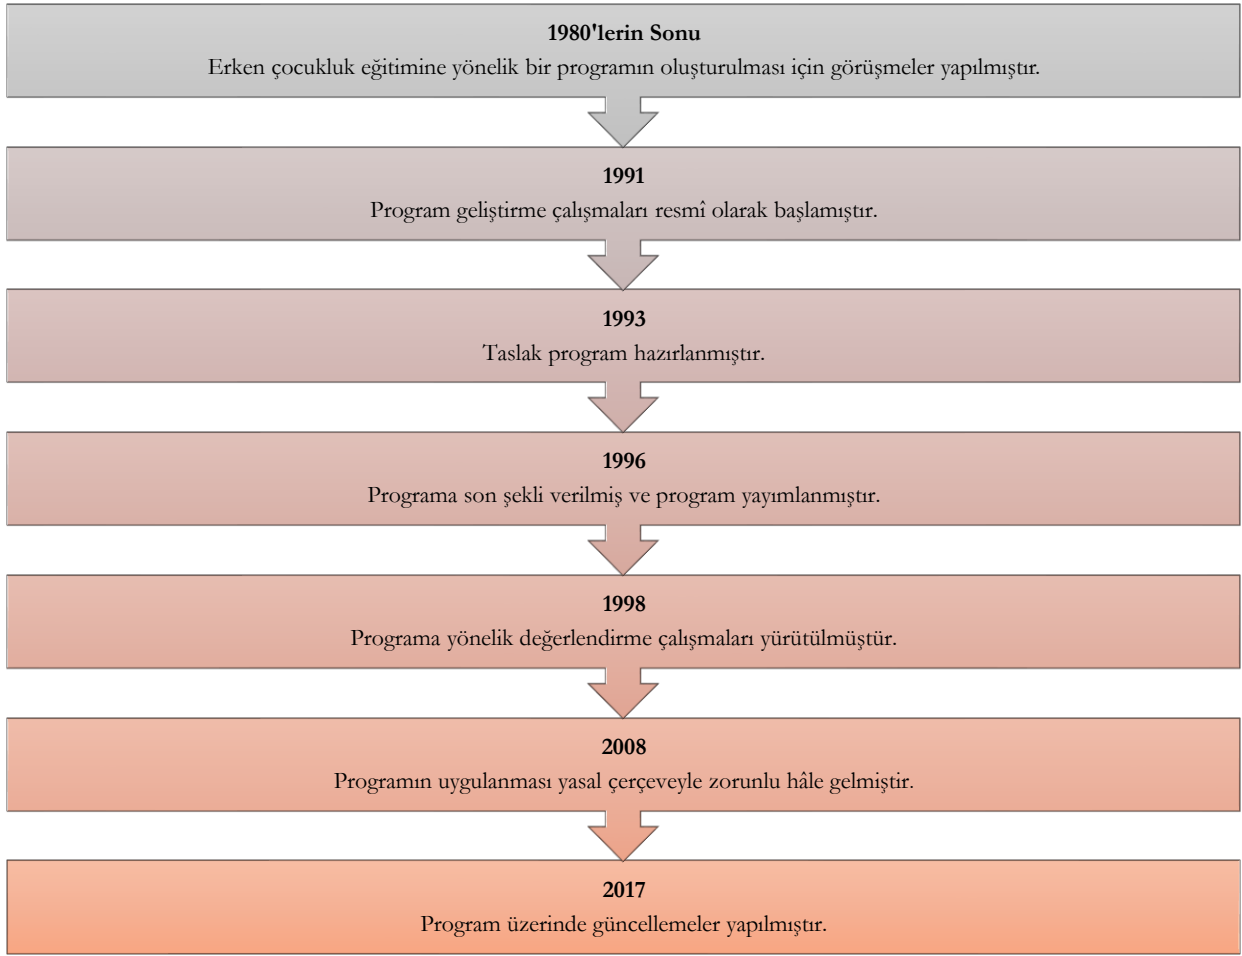 1980'lerin Sonu
Erken çocukluk eğitimine yönelik bir programın oluşturulması için görüşmeler yapılmıştır.
1991
Program geliştirme çalışmaları resmî olarak başlamıştır.
1993
Taslak program hazırlanmıştır.
1996
Programa son şekli verilmiş ve program yayımlanmıştır.
1998
Programa yönelik değerlendirme çalışmaları yürütülmüştür.
2008
Programın uygulanması yasal çerçeveyle zorunlu hâle gelmiştir.
2017
Program üzerinde güncellemeler yapılmıştır.